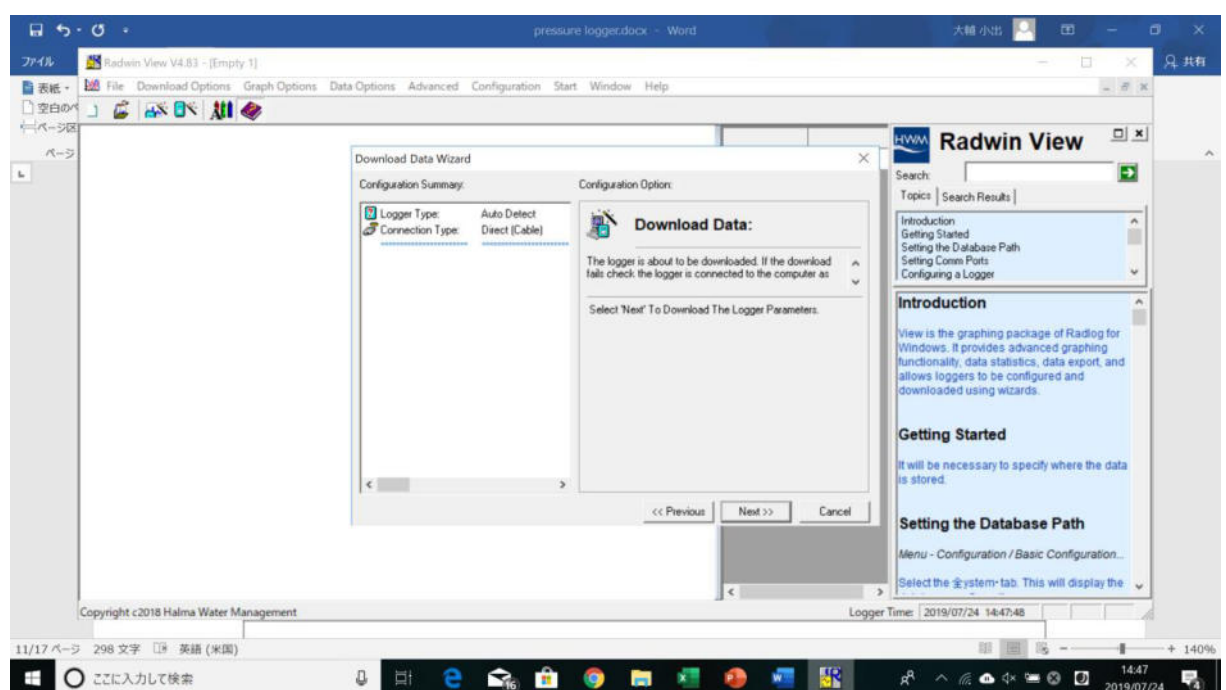 pressure logger.docx - Word
大輔 小出
ファイル
共有
Radwin View V4.83 - [Empty 1]
表紙
空白の
ページ区
ページ
File Download Options Graph Options Data Options Advanced Configuration Start Window Help
Download Data Wizard
Configuration Summary:
Logger Type: Auto Detect
Connection Type: Direct (Cable)
Configuration Option:
Download Data:
The logger is about to be downloaded. If the download
fails check the logger is connected to the computer as
Select 'Next' To Download The Logger Parameters.
<< Previous
Next >>
Cancel
HWM
Radwin View
Search:
Topics
Search Results
Introduction
Getting Started
Setting the Database Path
Setting Comm Ports
Configuring a Logger
Introduction
View is the graphing package of Radlog for
Windows. It provides advanced graphing
functionality, data statistics, data export, and
allows loggers to be configured and
downloaded using wizards.
Getting Started
It will be necessary to specify where the data
is stored.
Setting the Database Path
Menu - Configuration / Basic Configuration...
Select the 全ystem・tab. This will display the
Copyright c2018 Halma Water Management
Logger Time: 2019/07/24 14:47:48
11/17 ページ 298 文字 英語 (米国)
140%
ここに入力して検索
16
14:47
2019/07/24
4